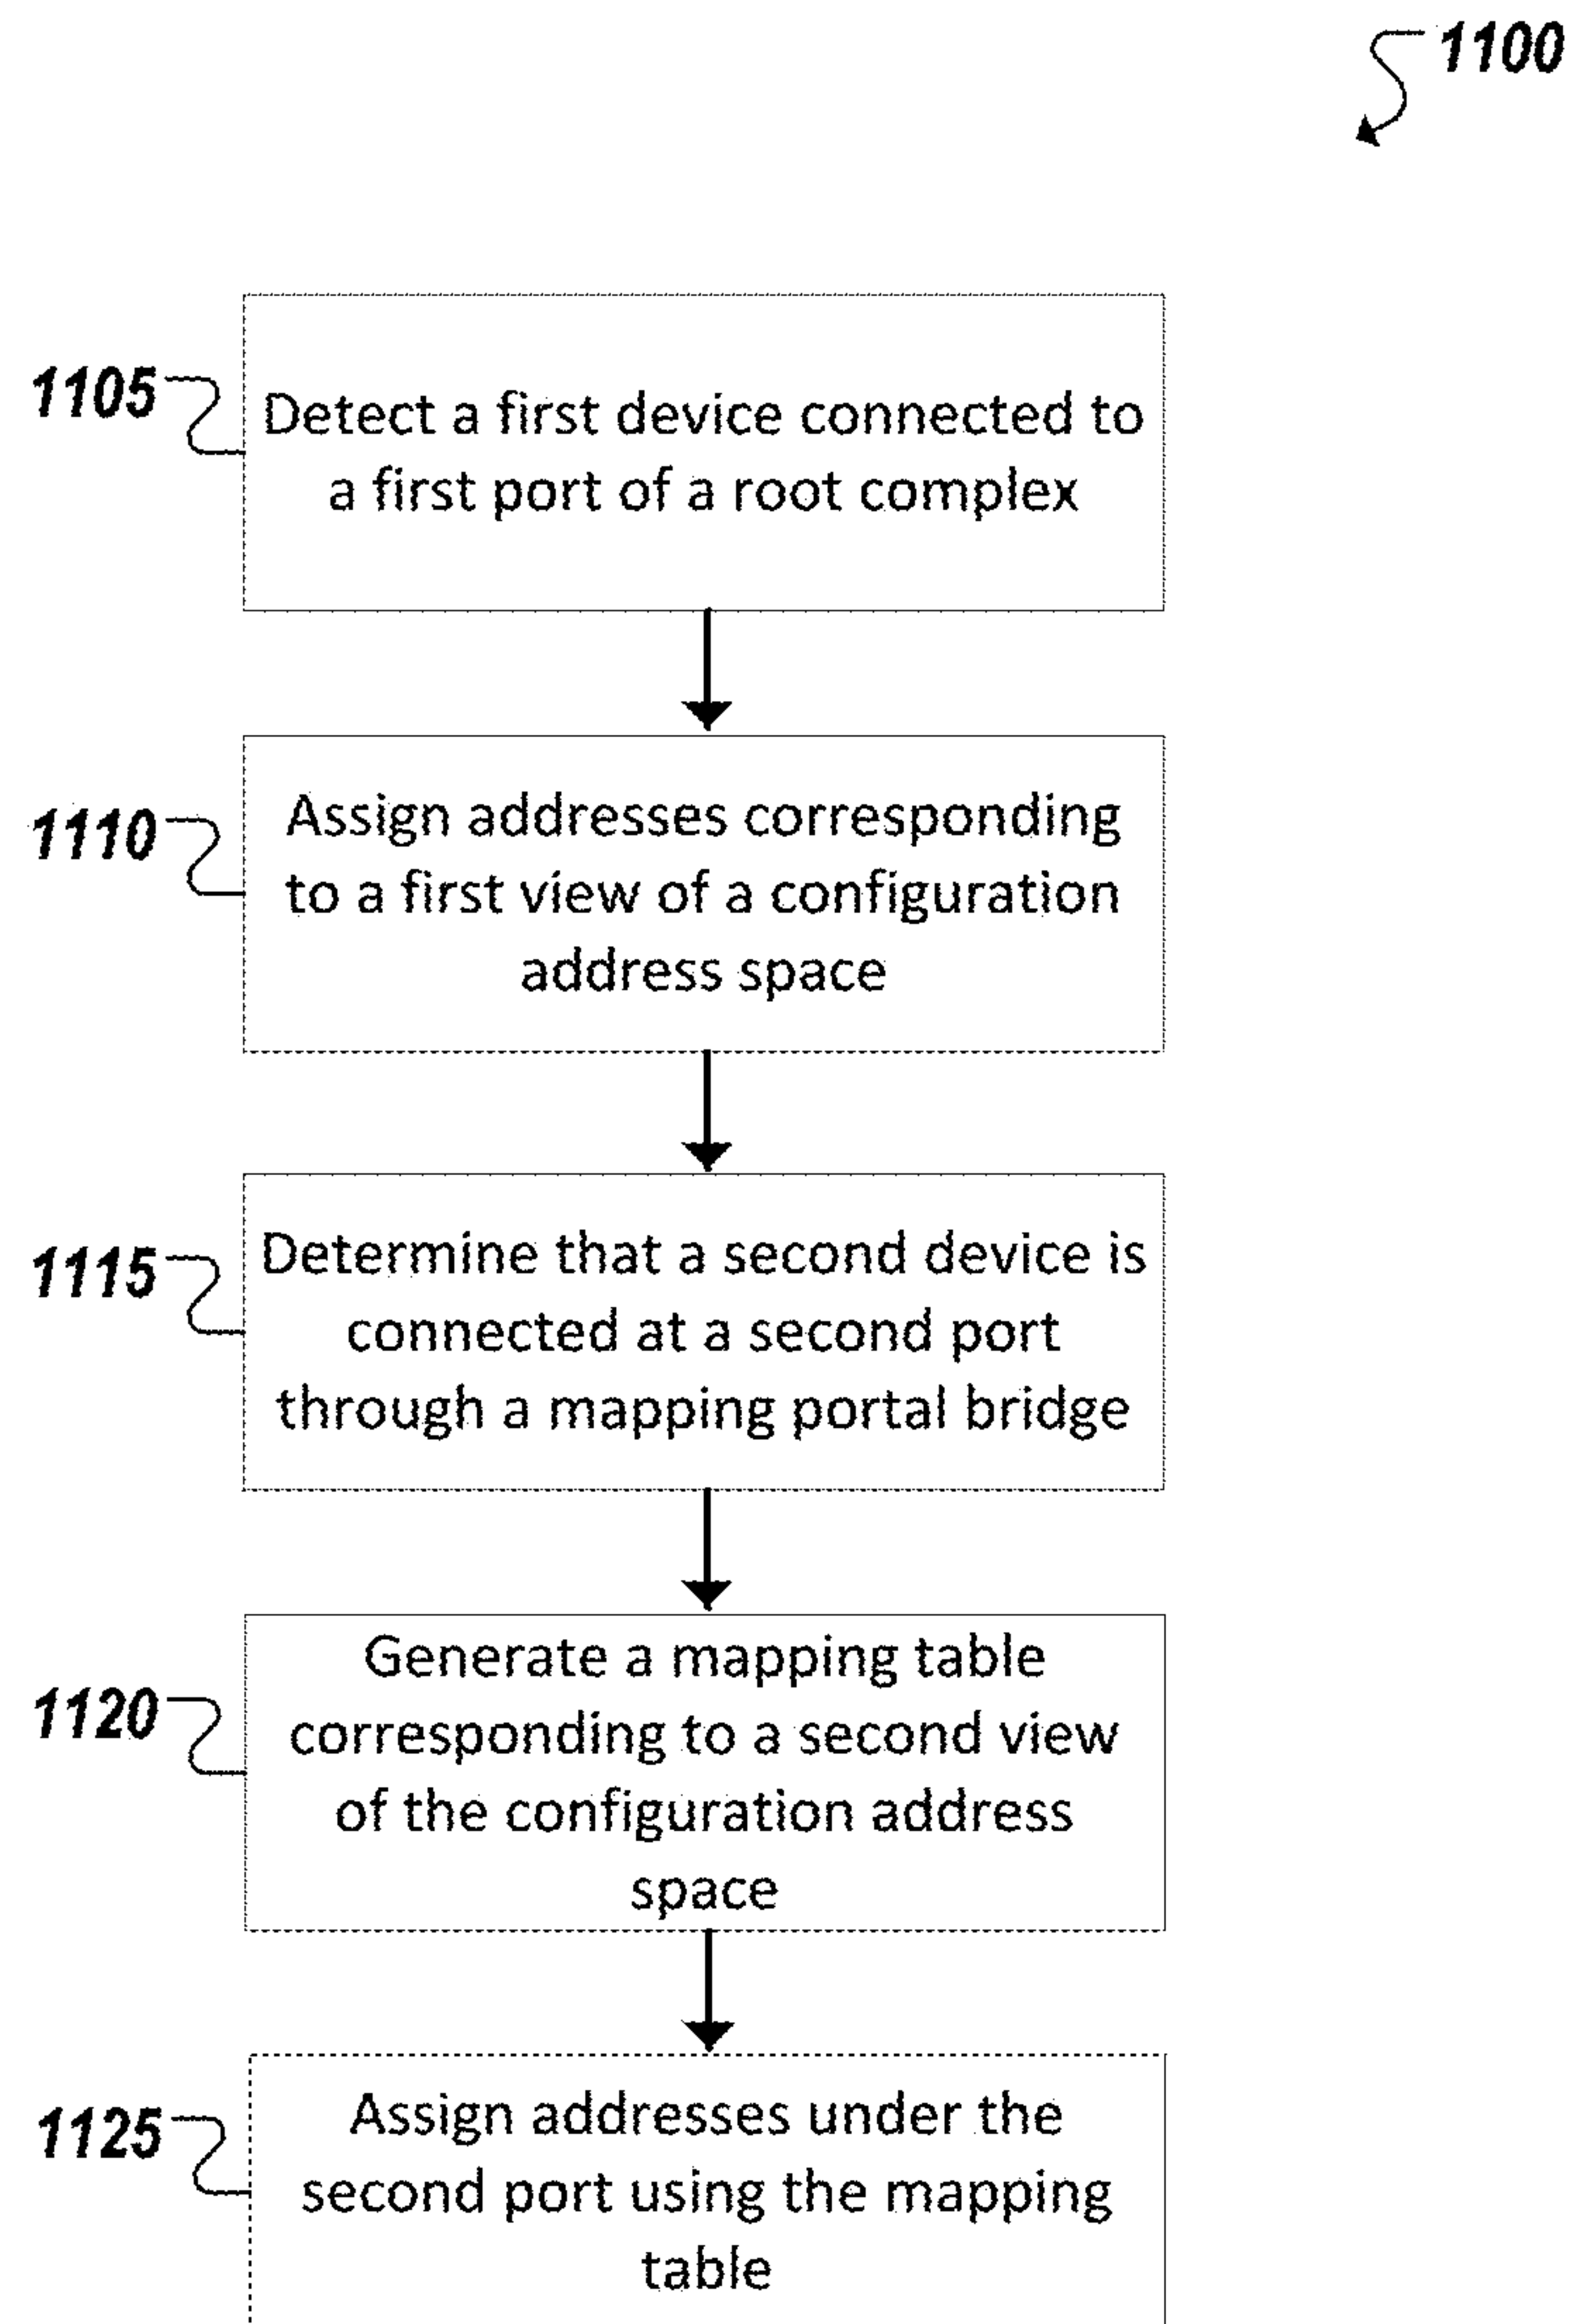 1100
1105
Detect a first device connected to
a first port of a root complex
1110
Assign addresses corresponding
to a first view of a configuration
address space
1115
Determine that a second device is
connected at a second port
through a mapping portal bridge
1120
Generate a mapping table
corresponding to a second view
of the configuration address
space
1125
Assign addresses under the
second port using the mapping
table